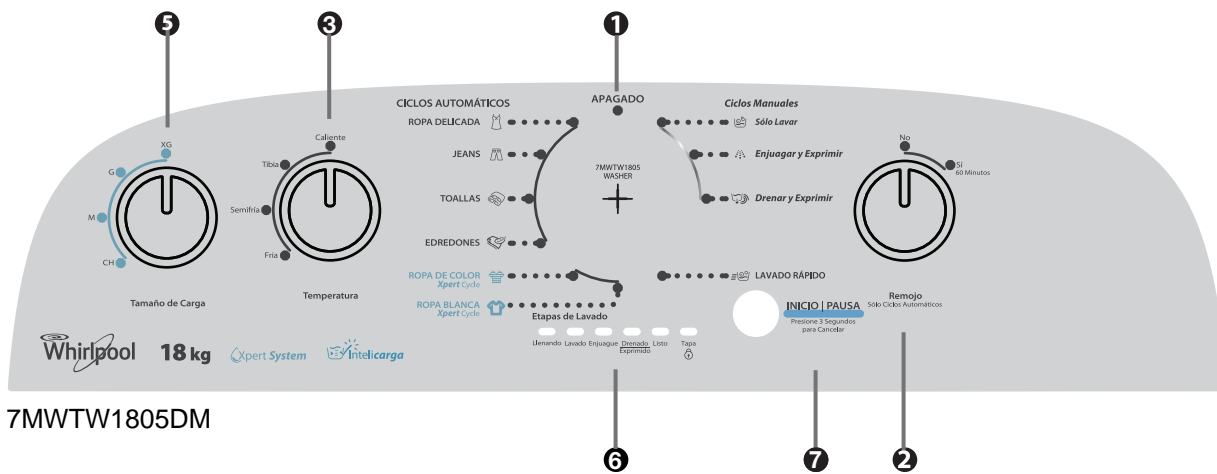 5
3
1
XG
G
M
CH
Tamaño de Carga
Caliente
Tibia
Semifría
Fría
Temperatura
CICLOS AUTOMÁTICOS
ROPA DELICADA
JEANS
TOALLAS
EDREDONES
ROPA DE COLOR
Xpert Cycle
ROPA BLANCA
Xpert Cycle
APAGADO
7MWTW1805
WASHER
Ciclos Manuales
Sólo Lavar
Enjuagar y Exprimir
Drenar y Exprimir
LAVADO RÁPIDO
Etapas de Lavado
Llenando
Lavado
Enjuague
Drenado
Exprimido
Listo
Tapa
INICIO | PAUSA
Presione 3 Segundos
para Cancelar
No
Sí
60 Minutos
Remojo
Sólo Ciclos Automáticos
Whirlpool
18 kg
Xpert System
Intelicarga
7MWTW1805DM
6
7
2